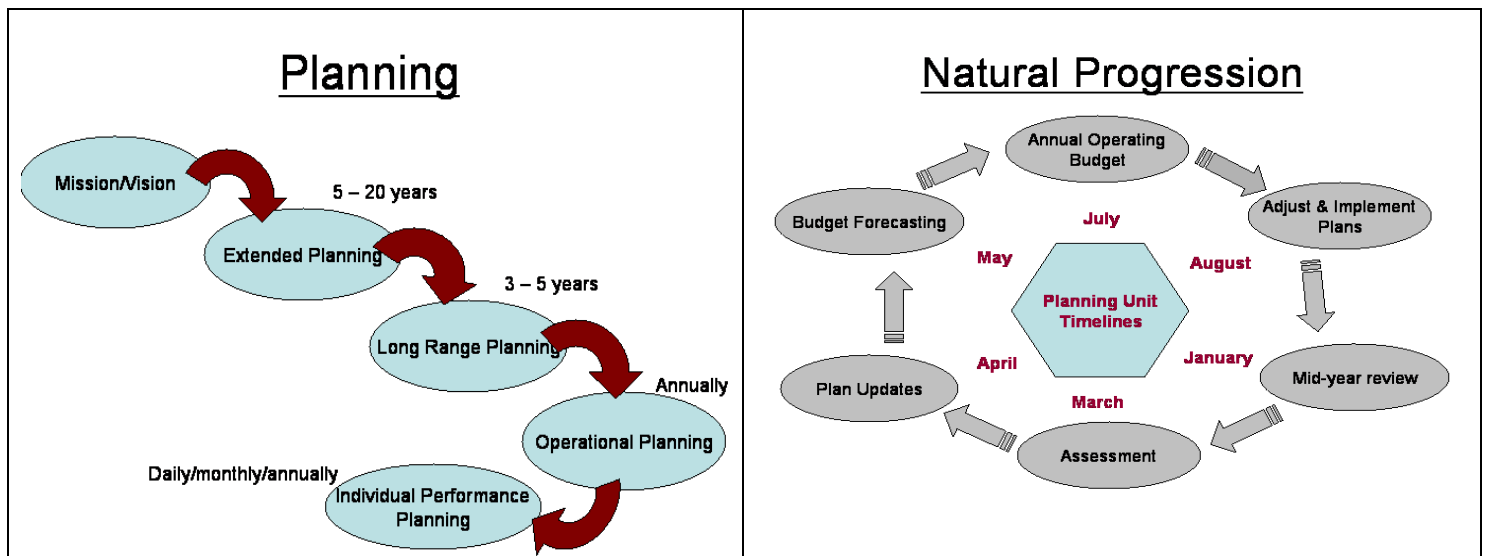 Planning
Mission/Vision
5 – 20 years
Extended Planning
3 – 5 years
Long Range Planning
Annually
Operational Planning
Daily/monthly/annually
Individual Performance
Planning
Natural Progression
Annual Operating
Budget
Adjust & Implement
Plans
Budget Forecasting
July
May
August
Planning Unit
Timelines
January
April
Mid-year review
Plan Updates
March
Assessment